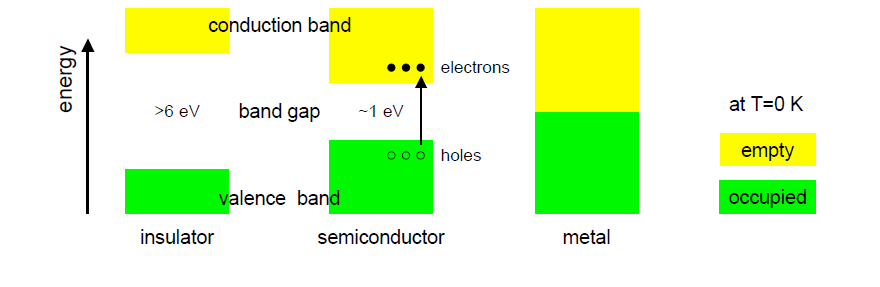 conduction band
energy
electrons
>6 eV
band gap
~1 eV
at T=0 K
empty
holes
valence band
occupied
insulator
semiconductor
metal